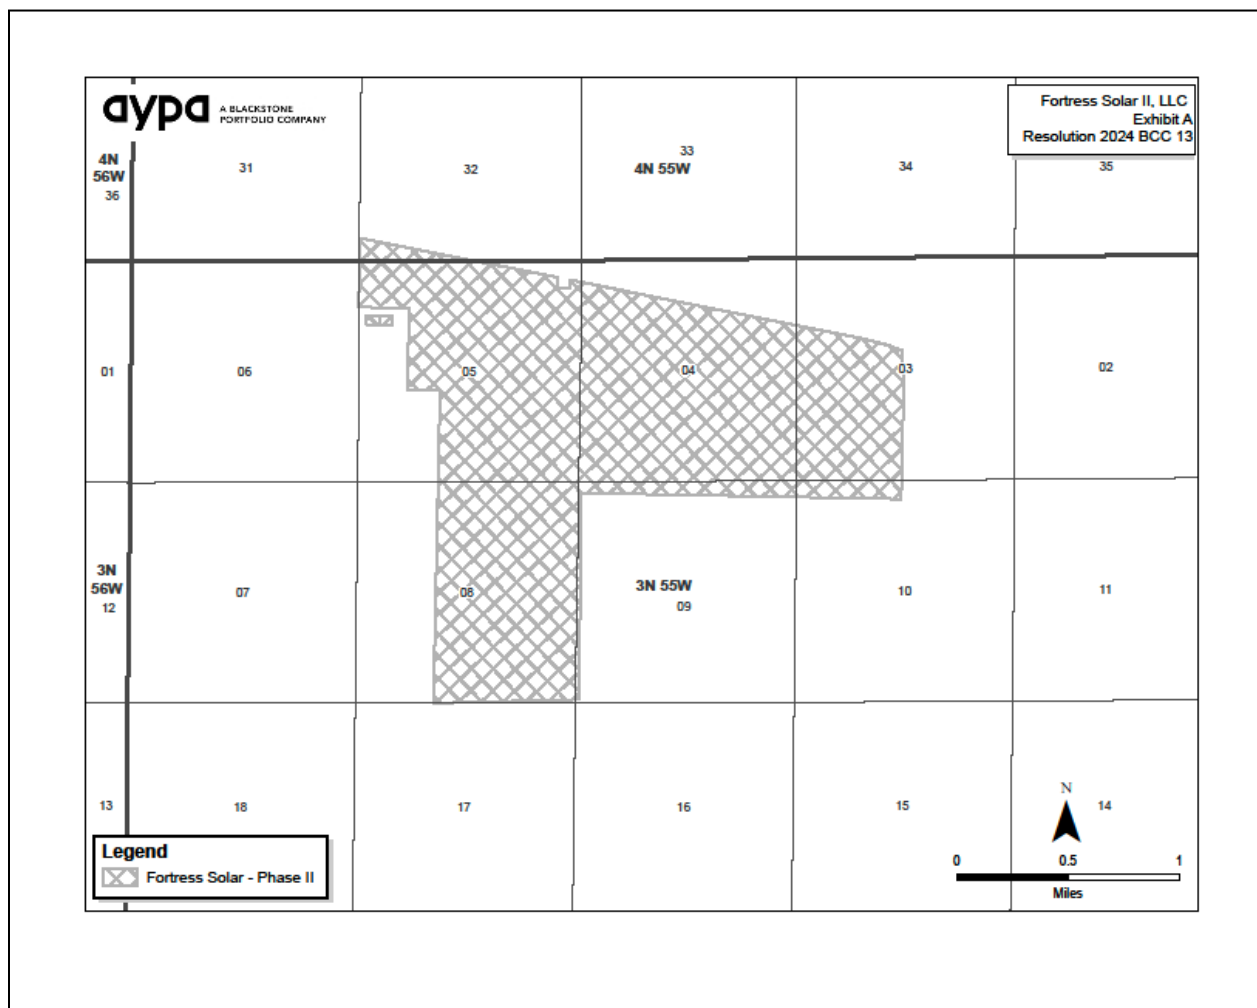 aypa A BLACKSTONE
PORTFOLIO COMPANY
Fortress Solar II, LLC
Exhibit A
Resolution 2024 BCC 13
4N
56W
36
31
32
33
4N 55W
34
35
01
06
05
04
03
02
3N
56W
12
07
08
3N 55W
09
10
11
13
18
17
16
15
14
N
Legend
Fortress Solar - Phase II
0 0.5 1
Miles